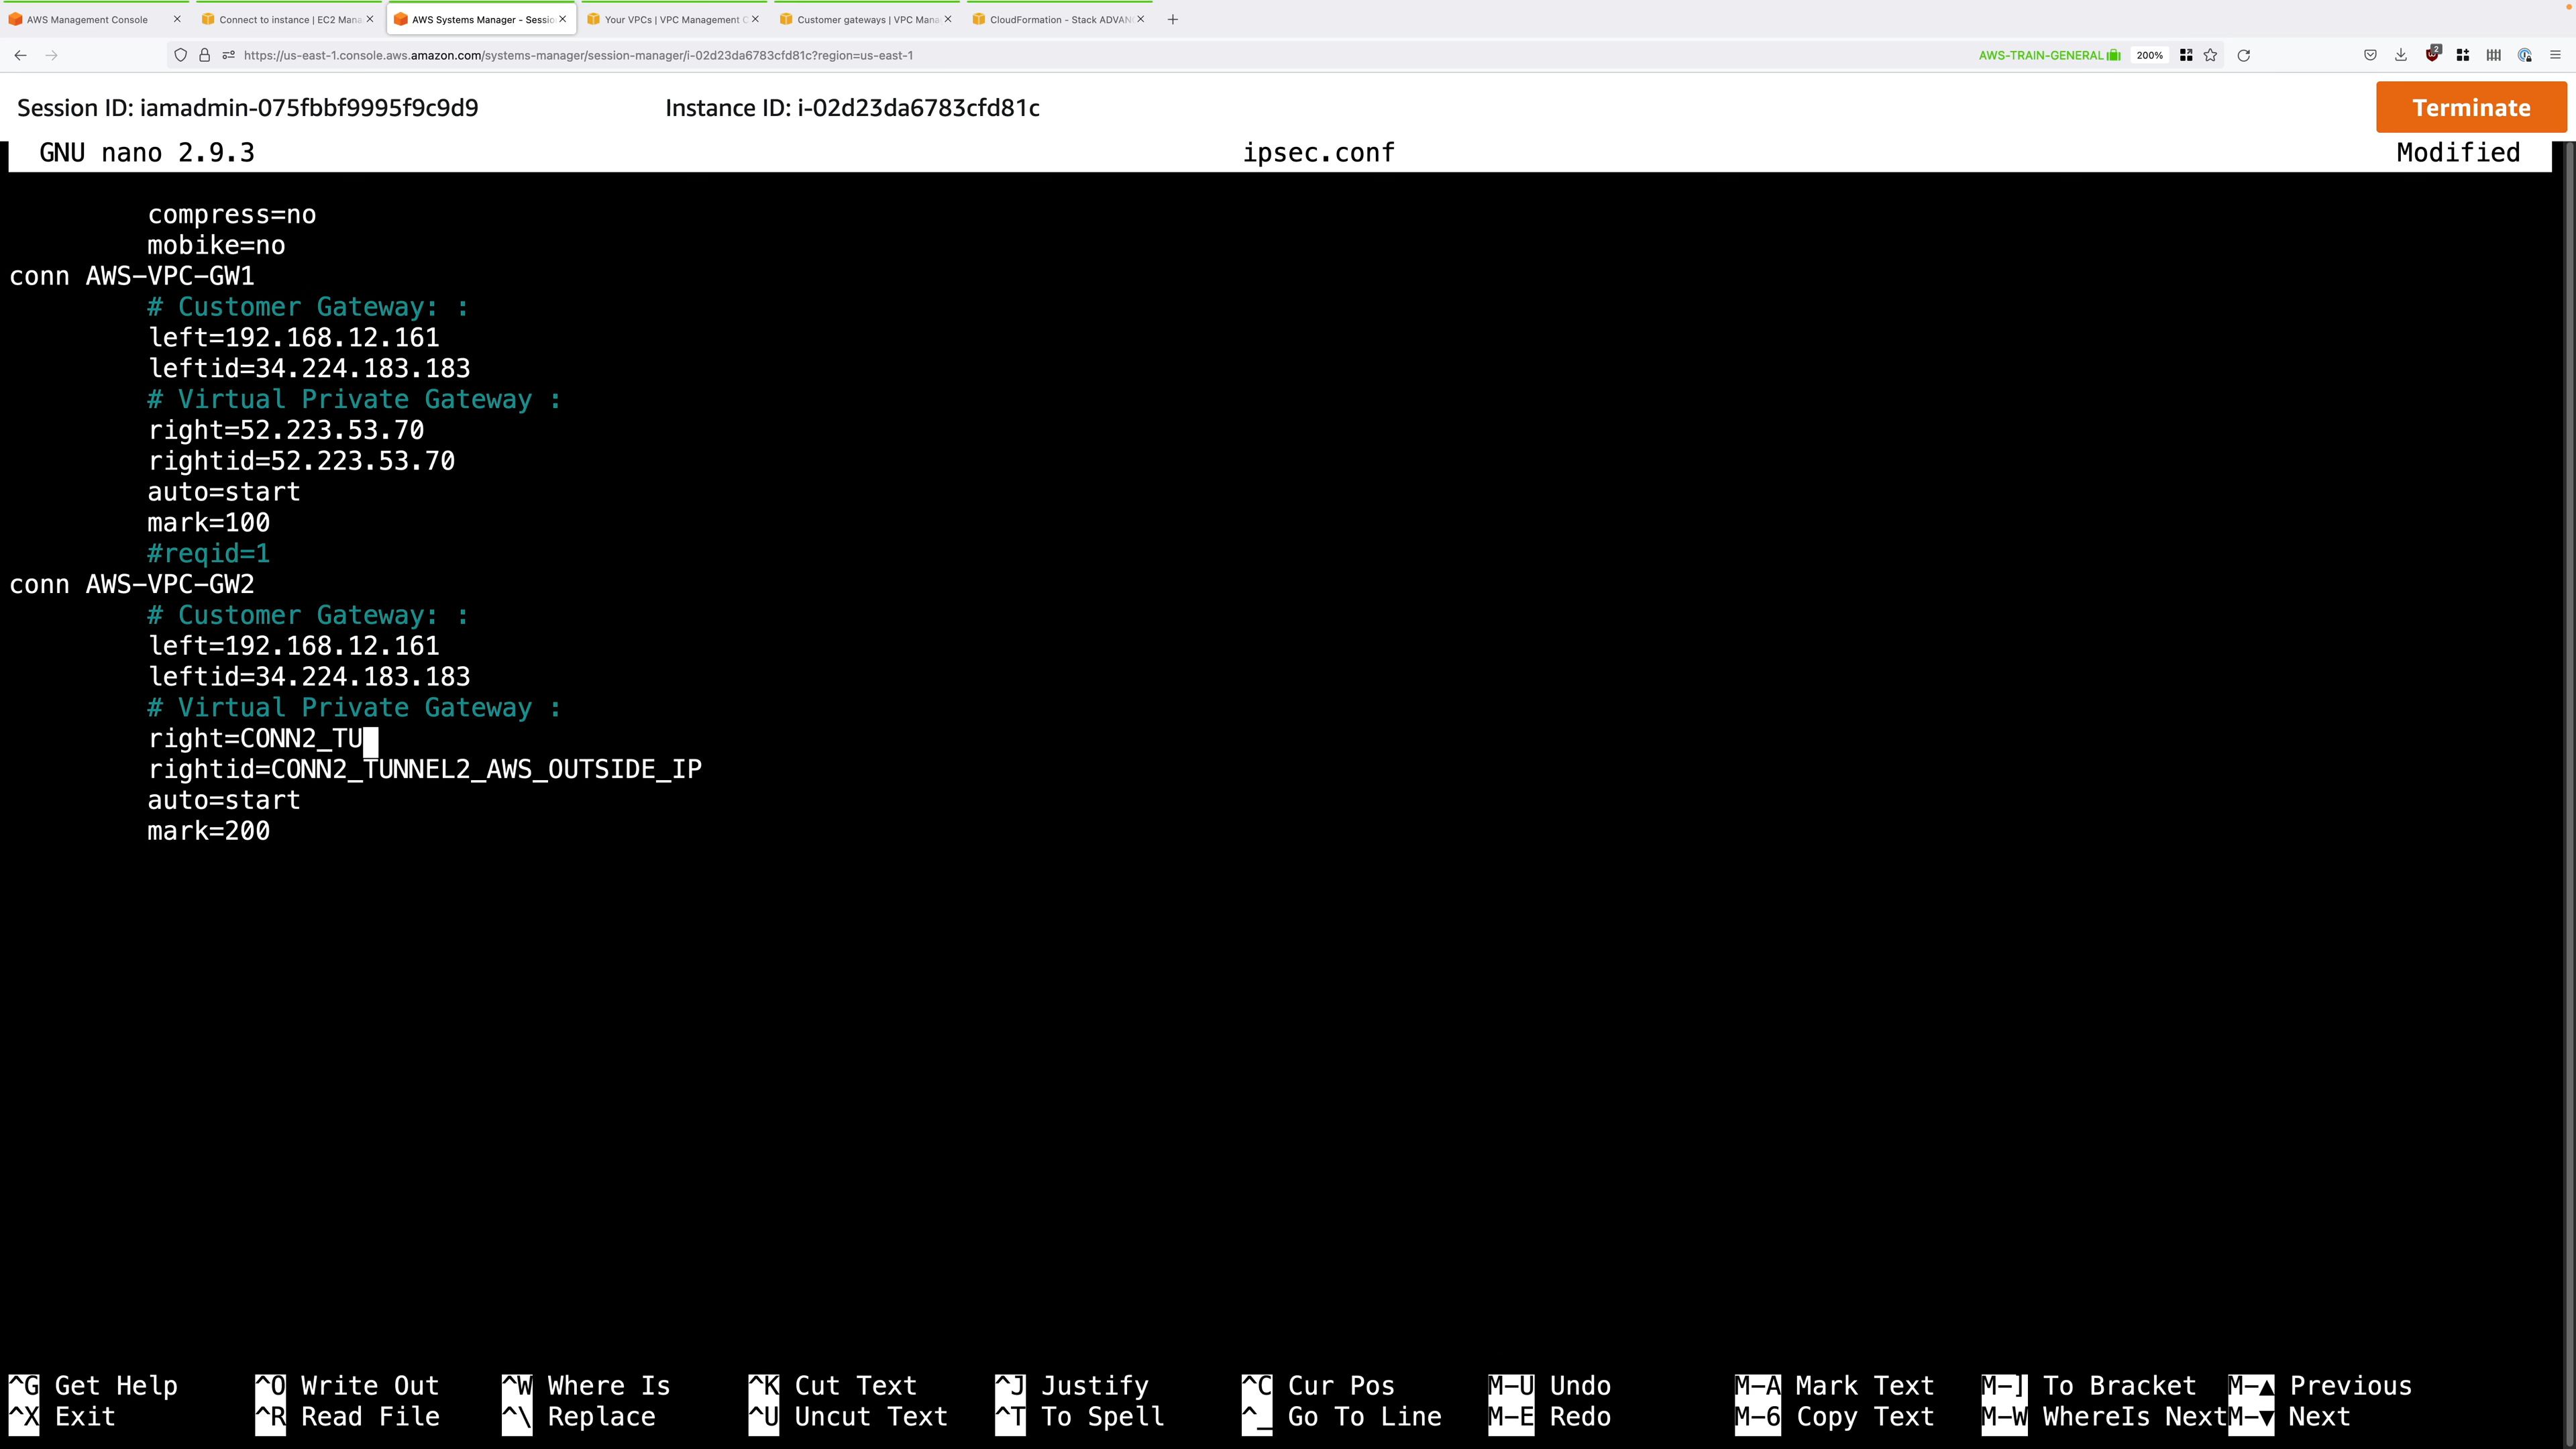 AWS Management Console
Connect to instance | EC2 Mana
AWS Systems Manager - Sessio
Your VPCs | VPC Management C
Customer gateways | VPC Mana
CloudFormation - Stack ADVAN
https://us-east-1.console.aws.amazon.com/systems-manager/session-manager/i-02d23da6783cfd81c?region=us-east-1
AWS-TRAIN-GENERAL
200%
2
Session ID: iamadmin-075fbbf9995f9c9d9
Instance ID: i-02d23da6783cfd81c
Terminate
GNU nano 2.9.3 ipsec.conf Modified
compress=no
mobike=no
conn AWS-VPC-GW1
# Customer Gateway: :
left=192.168.12.161
leftid=34.224.183.183
# Virtual Private Gateway :
right=52.223.53.70
rightid=52.223.53.70
auto=start
mark=100
#reqid=1
conn AWS-VPC-GW2
# Customer Gateway: :
left=192.168.12.161
leftid=34.224.183.183
# Virtual Private Gateway :
right=CONN2_TU
rightid=CONN2_TUNNEL2_AWS_OUTSIDE_IP
auto=start
mark=200
^G Get Help ^O Write Out ^W Where Is ^K Cut Text ^J Justify ^C Cur Pos M-U Undo M-A Mark Text M-] To Bracket M-▲ Previous
^X Exit ^R Read File ^\ Replace ^U Uncut Text ^T To Spell ^_ Go To Line M-E Redo M-6 Copy Text M-W WhereIs Next M-▼ Next